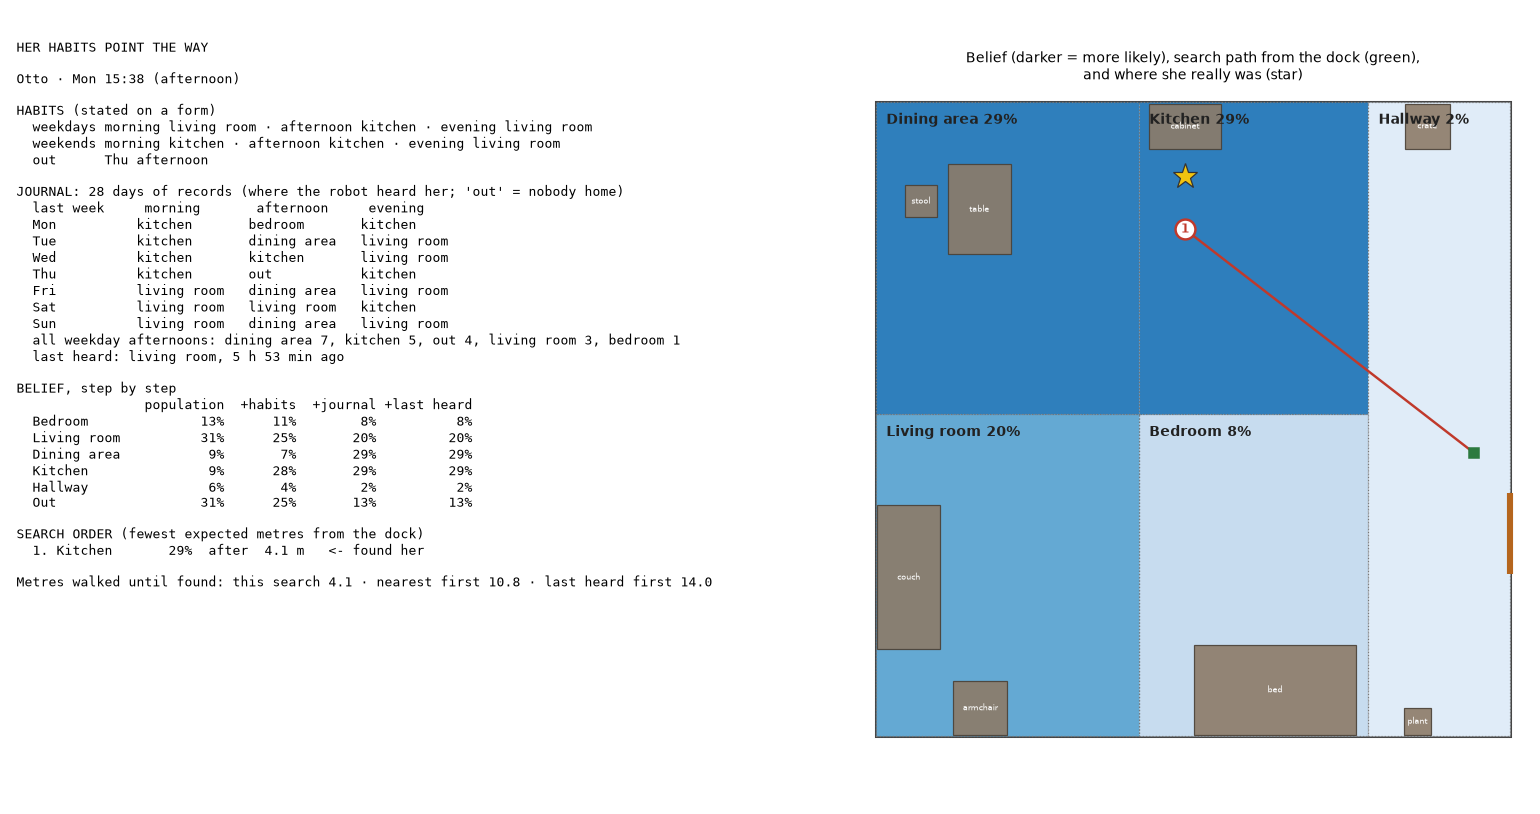 HER HABITS POINT THE WAY
Otto · Mon 15:38 (afternoon)
HABITS (stated on a form)
weekdays morning living room · afternoon kitchen · evening living room
weekends morning kitchen · afternoon kitchen · evening living room
out      Thu afternoon
JOURNAL: 28 days of records (where the robot heard her; 'out' = nobody home)
last week     morning       afternoon     evening
Mon          kitchen       bedroom       kitchen
Tue          kitchen       dining area   living room
Wed          kitchen       kitchen       living room
Thu          kitchen       out           kitchen
Fri          living room   dining area   living room
Sat          living room   living room   kitchen
Sun          living room   dining area   living room
all weekday afternoons: dining area 7, kitchen 5, out 4, living room 3, bedroom 1
last heard: living room, 5 h 53 min ago
BELIEF, step by step
population  +habits  +journal +last heard
Bedroom              13%      11%       8%          8%
Living room          31%      25%      20%         20%
Dining area           9%       7%      29%         29%
Kitchen               9%      28%      29%         29%
Hallway               6%       4%       2%          2%
Out                  31%      25%      13%         13%
SEARCH ORDER (fewest expected metres from the dock)
1. Kitchen       29%  after  4.1 m   <- found her
Metres walked until found: this search 4.1 · nearest first 10.8 · last heard first 14.0
Belief (darker = more likely), search path from the dock (green),
and where she really was (star)
Dining area 29%
Kitchen 29%
Hallway 2%
cabinet
crate
stool
table
1
Living room 20%
Bedroom 8%
couch
armchair
bed
plant